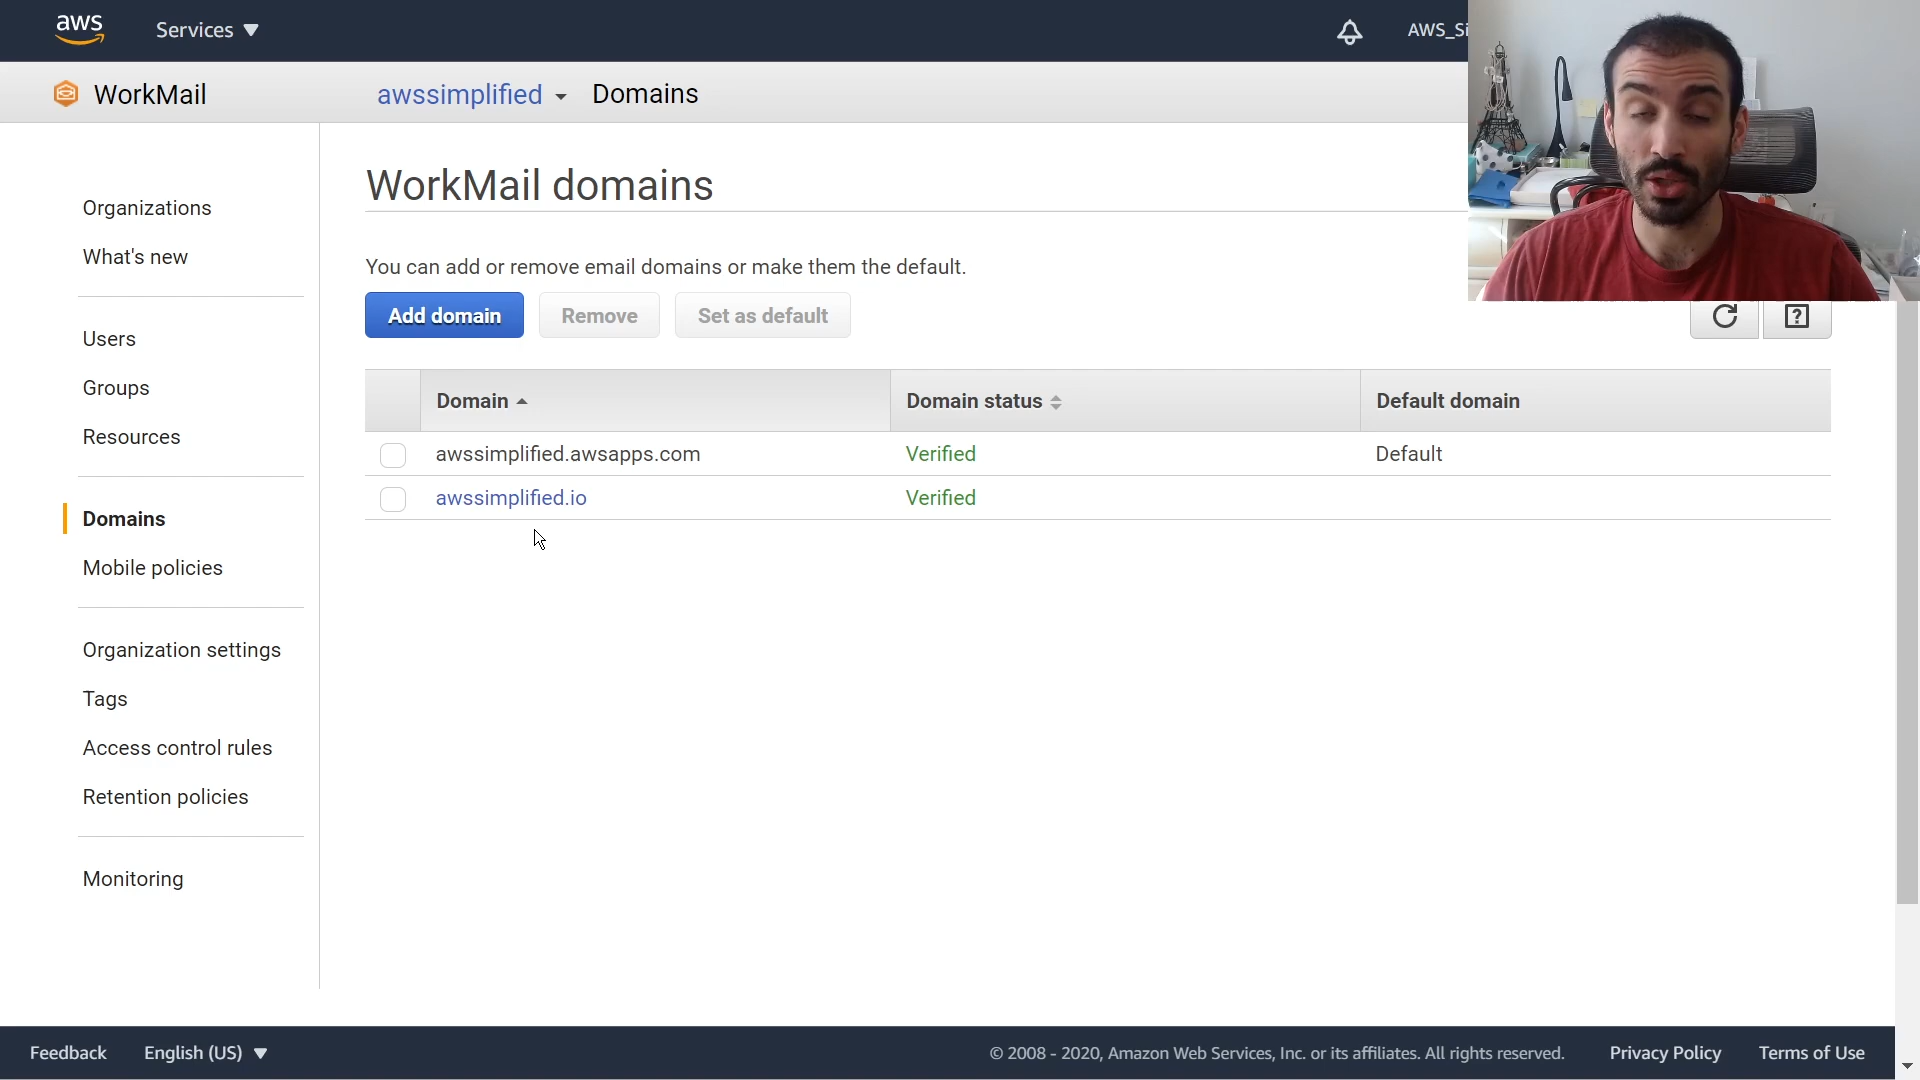 aws
Services
AWS_Si
WorkMail
awssimplified
Domains
WorkMail domains
Organizations
What's new
Users
Groups
Resources
Domains
Mobile policies
Organization settings
Tags
Access control rules
Retention policies
Monitoring
You can add or remove email domains or make them the default.
Add domain
Remove
Set as default
?
Domain
Domain status
Default domain
awssimplified.awsapps.com
Verified
Default
awssimplified.io
Verified
Feedback
English (US)
© 2008 - 2020, Amazon Web Services, Inc. or its affiliates. All rights reserved.
Privacy Policy
Terms of Use